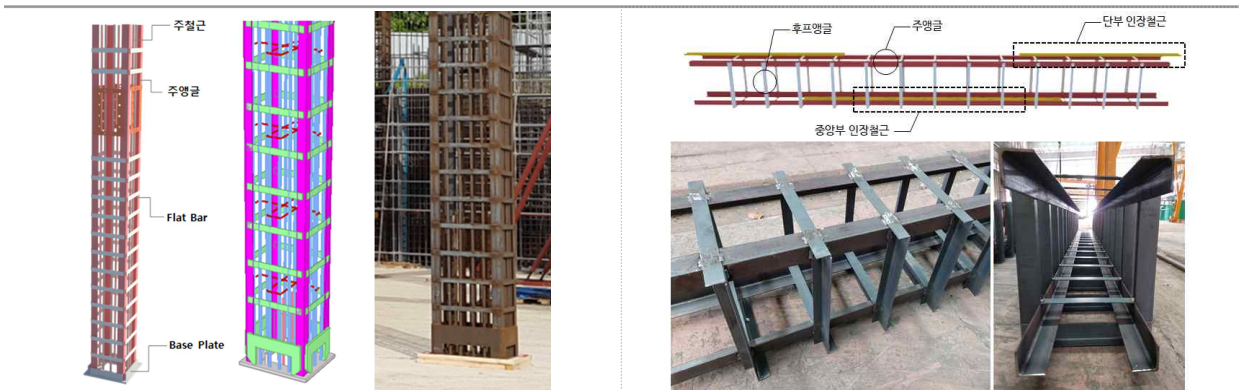 주철근
주앵글
Flat Bar
Base Plate
후프앵글
주앵글
단부 인장철근
중앙부 인장철근